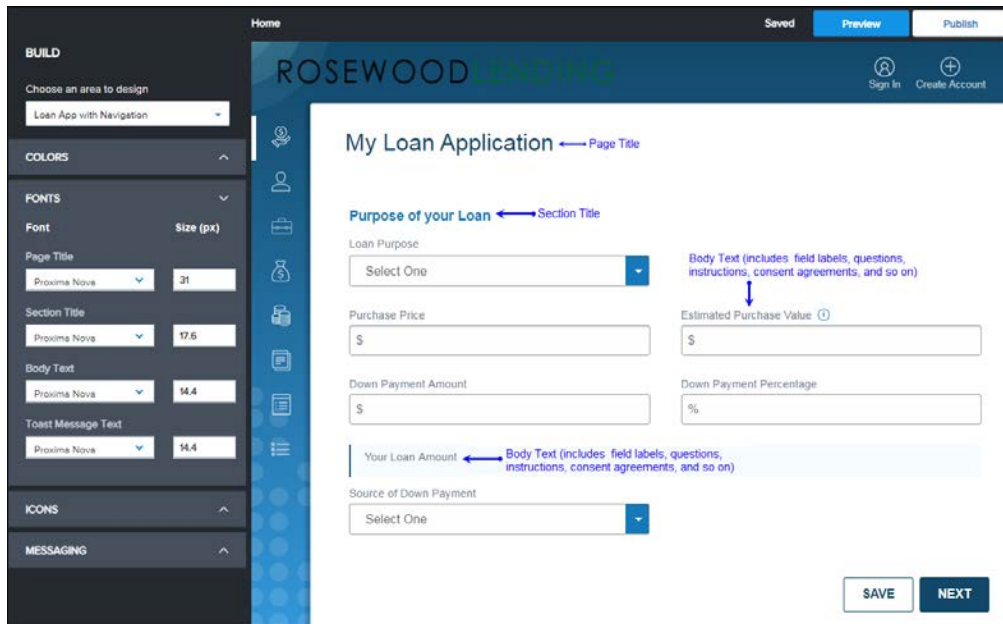 Home
Saved
Preview
Publish
BUILD
Choose an area to design
Loan App with Navigation
COLORS
FONTS
Font Size (px)
Page Title
Proxima Nova 31
Section Title
Proxima Nova 17.6
Body Text
Proxima Nova 14.4
Toast Message Text
Proxima Nova 14.4
ICONS
MESSAGING
ROSEWOODLENDING
Sign In
Create Account
My Loan Application
Page Title
Purpose of your Loan
Section Title
Loan Purpose
Select One
Body Text (includes field labels, questions,
instructions, consent agreements, and so on)
Purchase Price
$
Estimated Purchase Value
$
Down Payment Amount
$
Down Payment Percentage
%
Your Loan Amount
Body Text (includes field labels, questions,
instructions, consent agreements, and so on)
Source of Down Payment
Select One
SAVE
NEXT